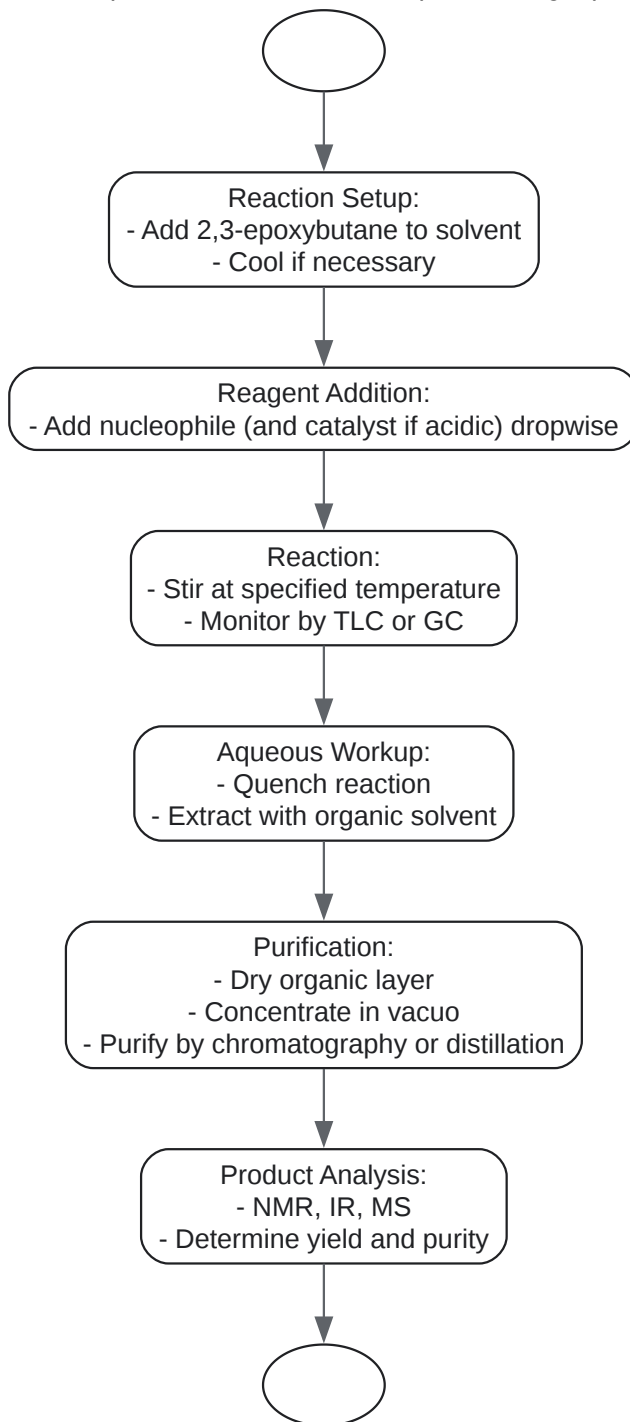 Reaction Setup:
- Add 2,3-epoxybutane to solvent
- Cool if necessary
Reagent Addition:
- Add nucleophile (and catalyst if acidic) dropwise
Reaction:
- Stir at specified temperature
- Monitor by TLC or GC
Aqueous Workup:
- Quench reaction
- Extract with organic solvent
Purification:
- Dry organic layer
- Concentrate in vacuo
- Purify by chromatography or distillation
Product Analysis:
- NMR, IR, MS
- Determine yield and purity